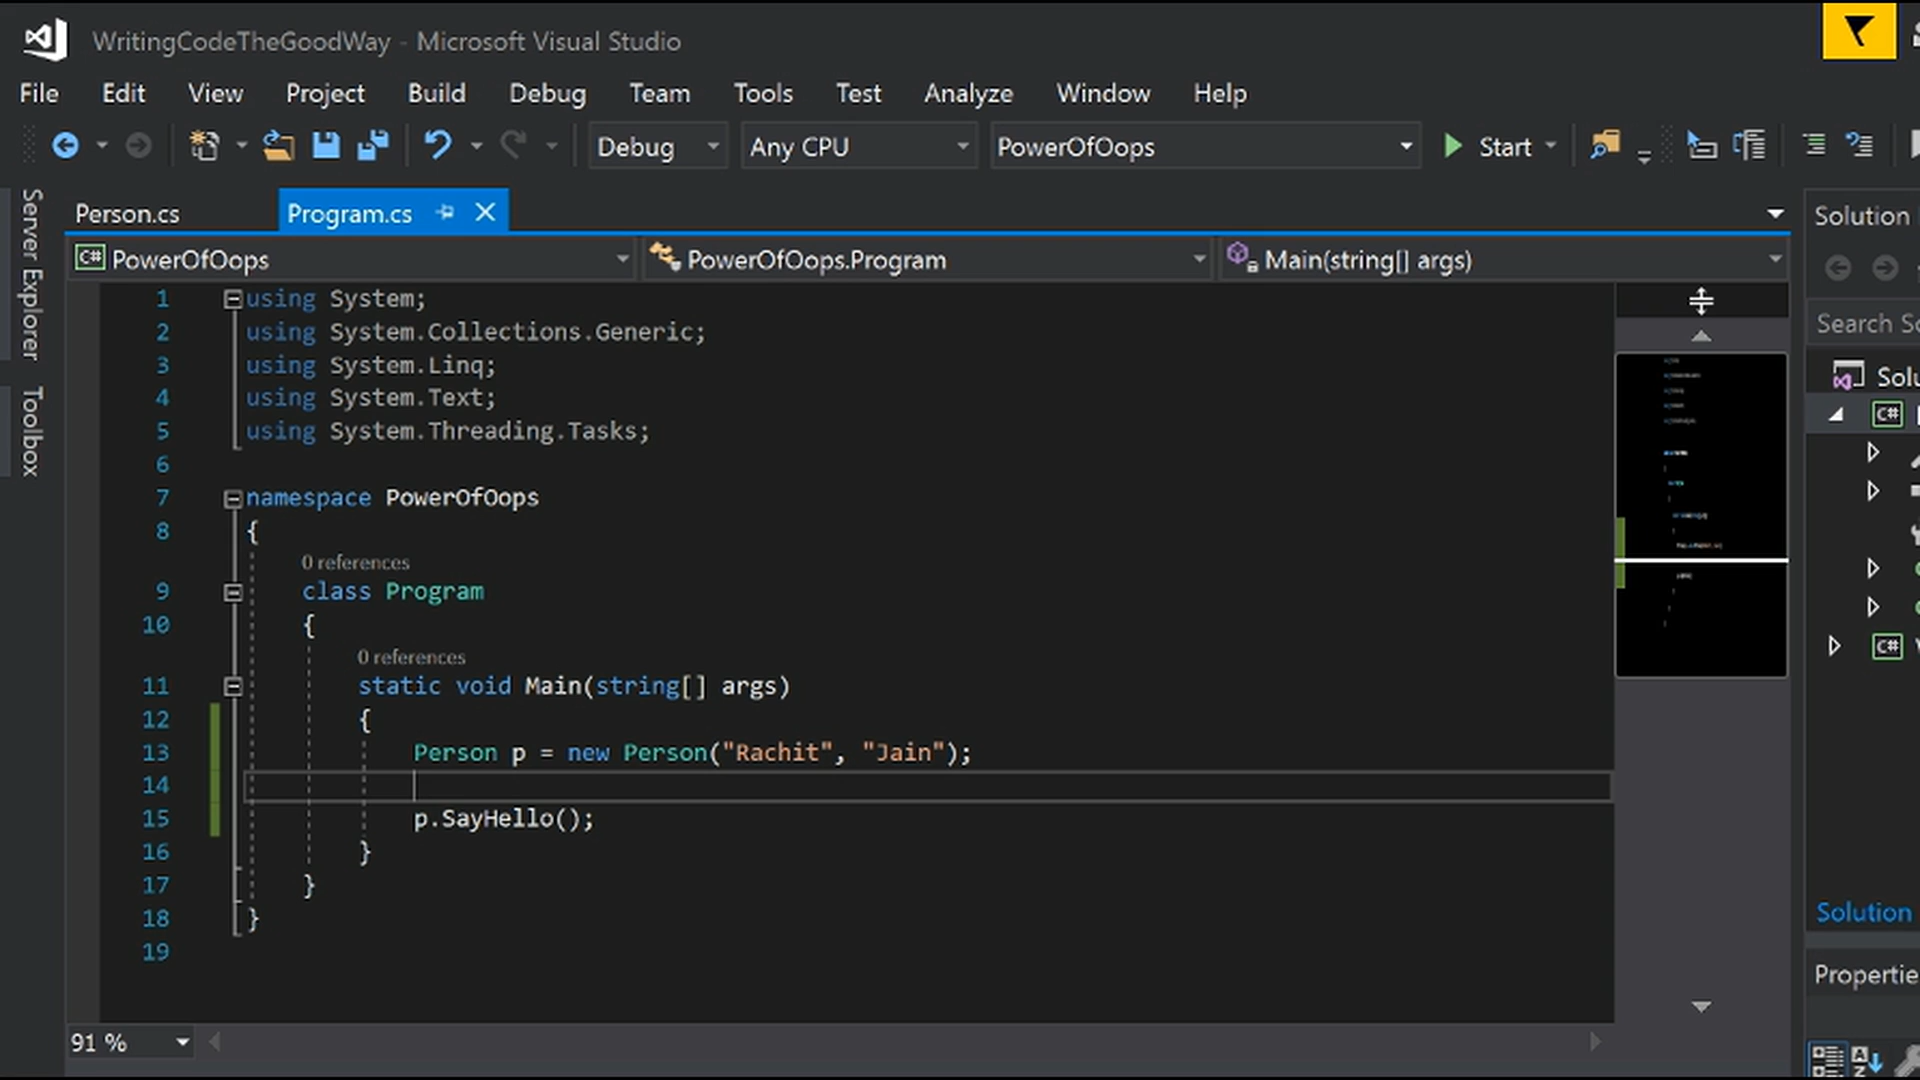 WritingCodeTheGoodWay - Microsoft Visual Studio
File Edit View Project Build Debug Team Tools Test Analyze Window Help
Debug Any CPU PowerOfOops Start
Server Explorer
Toolbox
Person.cs Program.cs
C# PowerOfOops PowerOfOops.Program Main(string[] args)
1 using System;
2 using System.Collections.Generic;
3 using System.Linq;
4 using System.Text;
5 using System.Threading.Tasks;
6
7 namespace PowerOfOops
8 {
0 references
9 class Program
10 {
0 references
11 static void Main(string[] args)
12 {
13 Person p = new Person("Rachit", "Jain");
14
15 p.SayHello();
16 }
17 }
18 }
19
91 %
Solution
Search So
Solu
C#
C#
Solution
Propertie